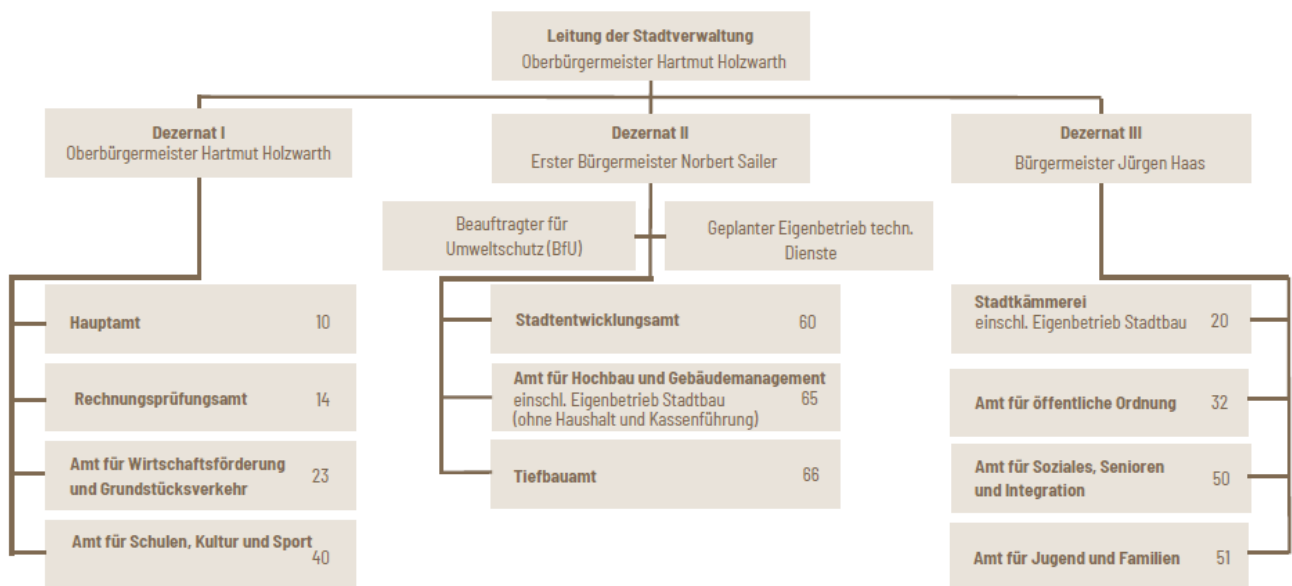 Leitung der Stadtverwaltung
Oberbürgermeister Hartmut Holzwarth
Dezernat I
Oberbürgermeister Hartmut Holzwarth
Dezernat II
Erster Bürgermeister Norbert Sailer
Dezernat III
Bürgermeister Jürgen Haas
Beauftragter für
Umweltschutz (BfU)
Geplanter Eigenbetrieb techn.
Dienste
Hauptamt 10
Rechnungsprüfungsamt 14
Amt für Wirtschaftsförderung
und Grundstücksverkehr 23
Amt für Schulen, Kultur und Sport
40
Stadtentwicklungsamt 60
Amt für Hochbau und Gebäudemanagement
einschl. Eigenbetrieb Stadtbau 65
(ohne Haushalt und Kassenführung)
Tiefbauamt 66
Stadtkämmerei
einschl. Eigenbetrieb Stadtbau 20
Amt für öffentliche Ordnung 32
Amt für Soziales, Senioren
und Integration 50
Amt für Jugend und Familien 51